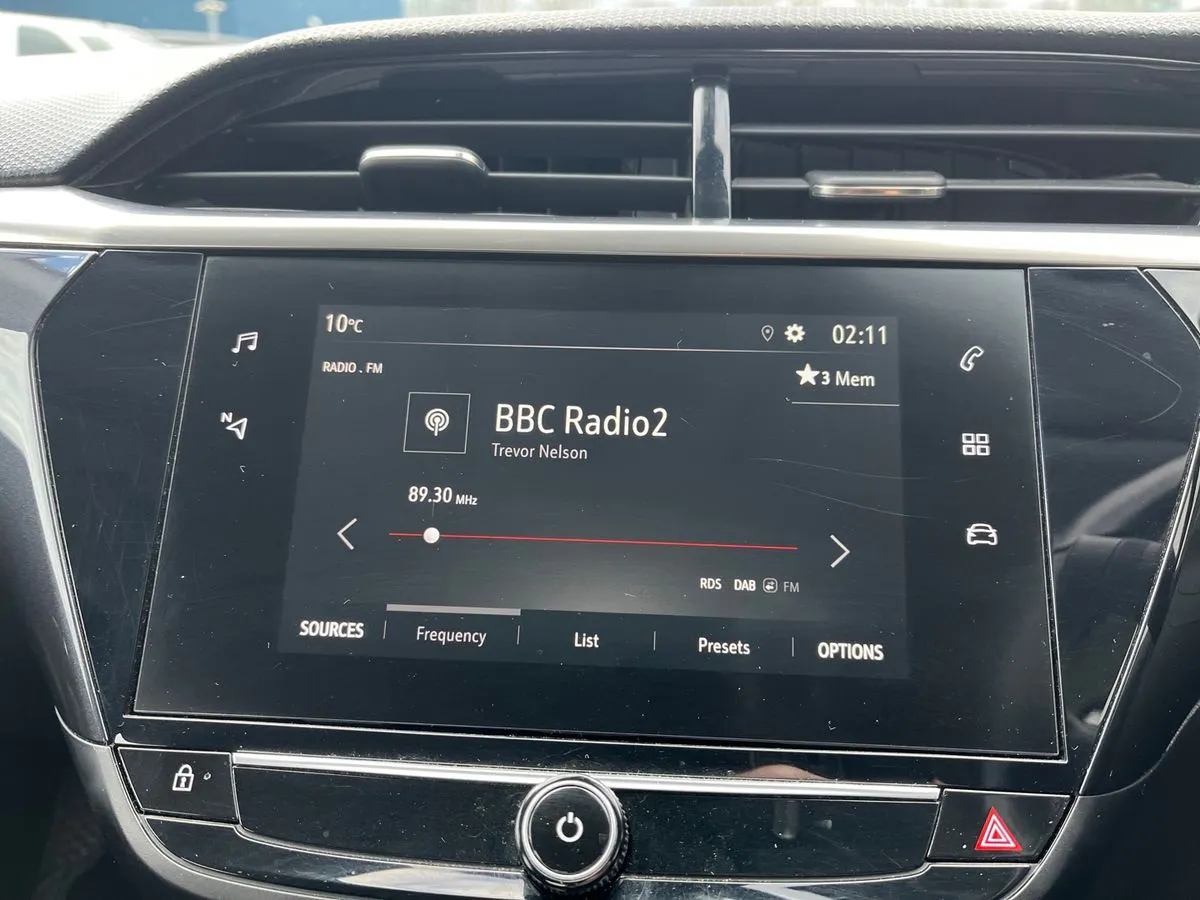 10°C
02:11
RADIO . FM
★3 Mem
BBC Radio2
Trevor Nelson
N
89.30 MHz
RDS DAB FM
SOURCES Frequency List Presets OPTIONS